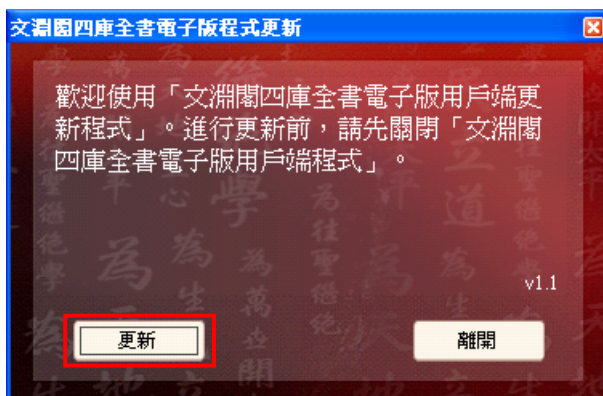 文淵閣四庫全書電子版程式更新
歡迎使用「文淵閣四庫全書電子版用戶端更
新程式」。進行更新前，請先關閉「文淵閣
四庫全書電子版用戶端程式」。
v1.1
更新
離開